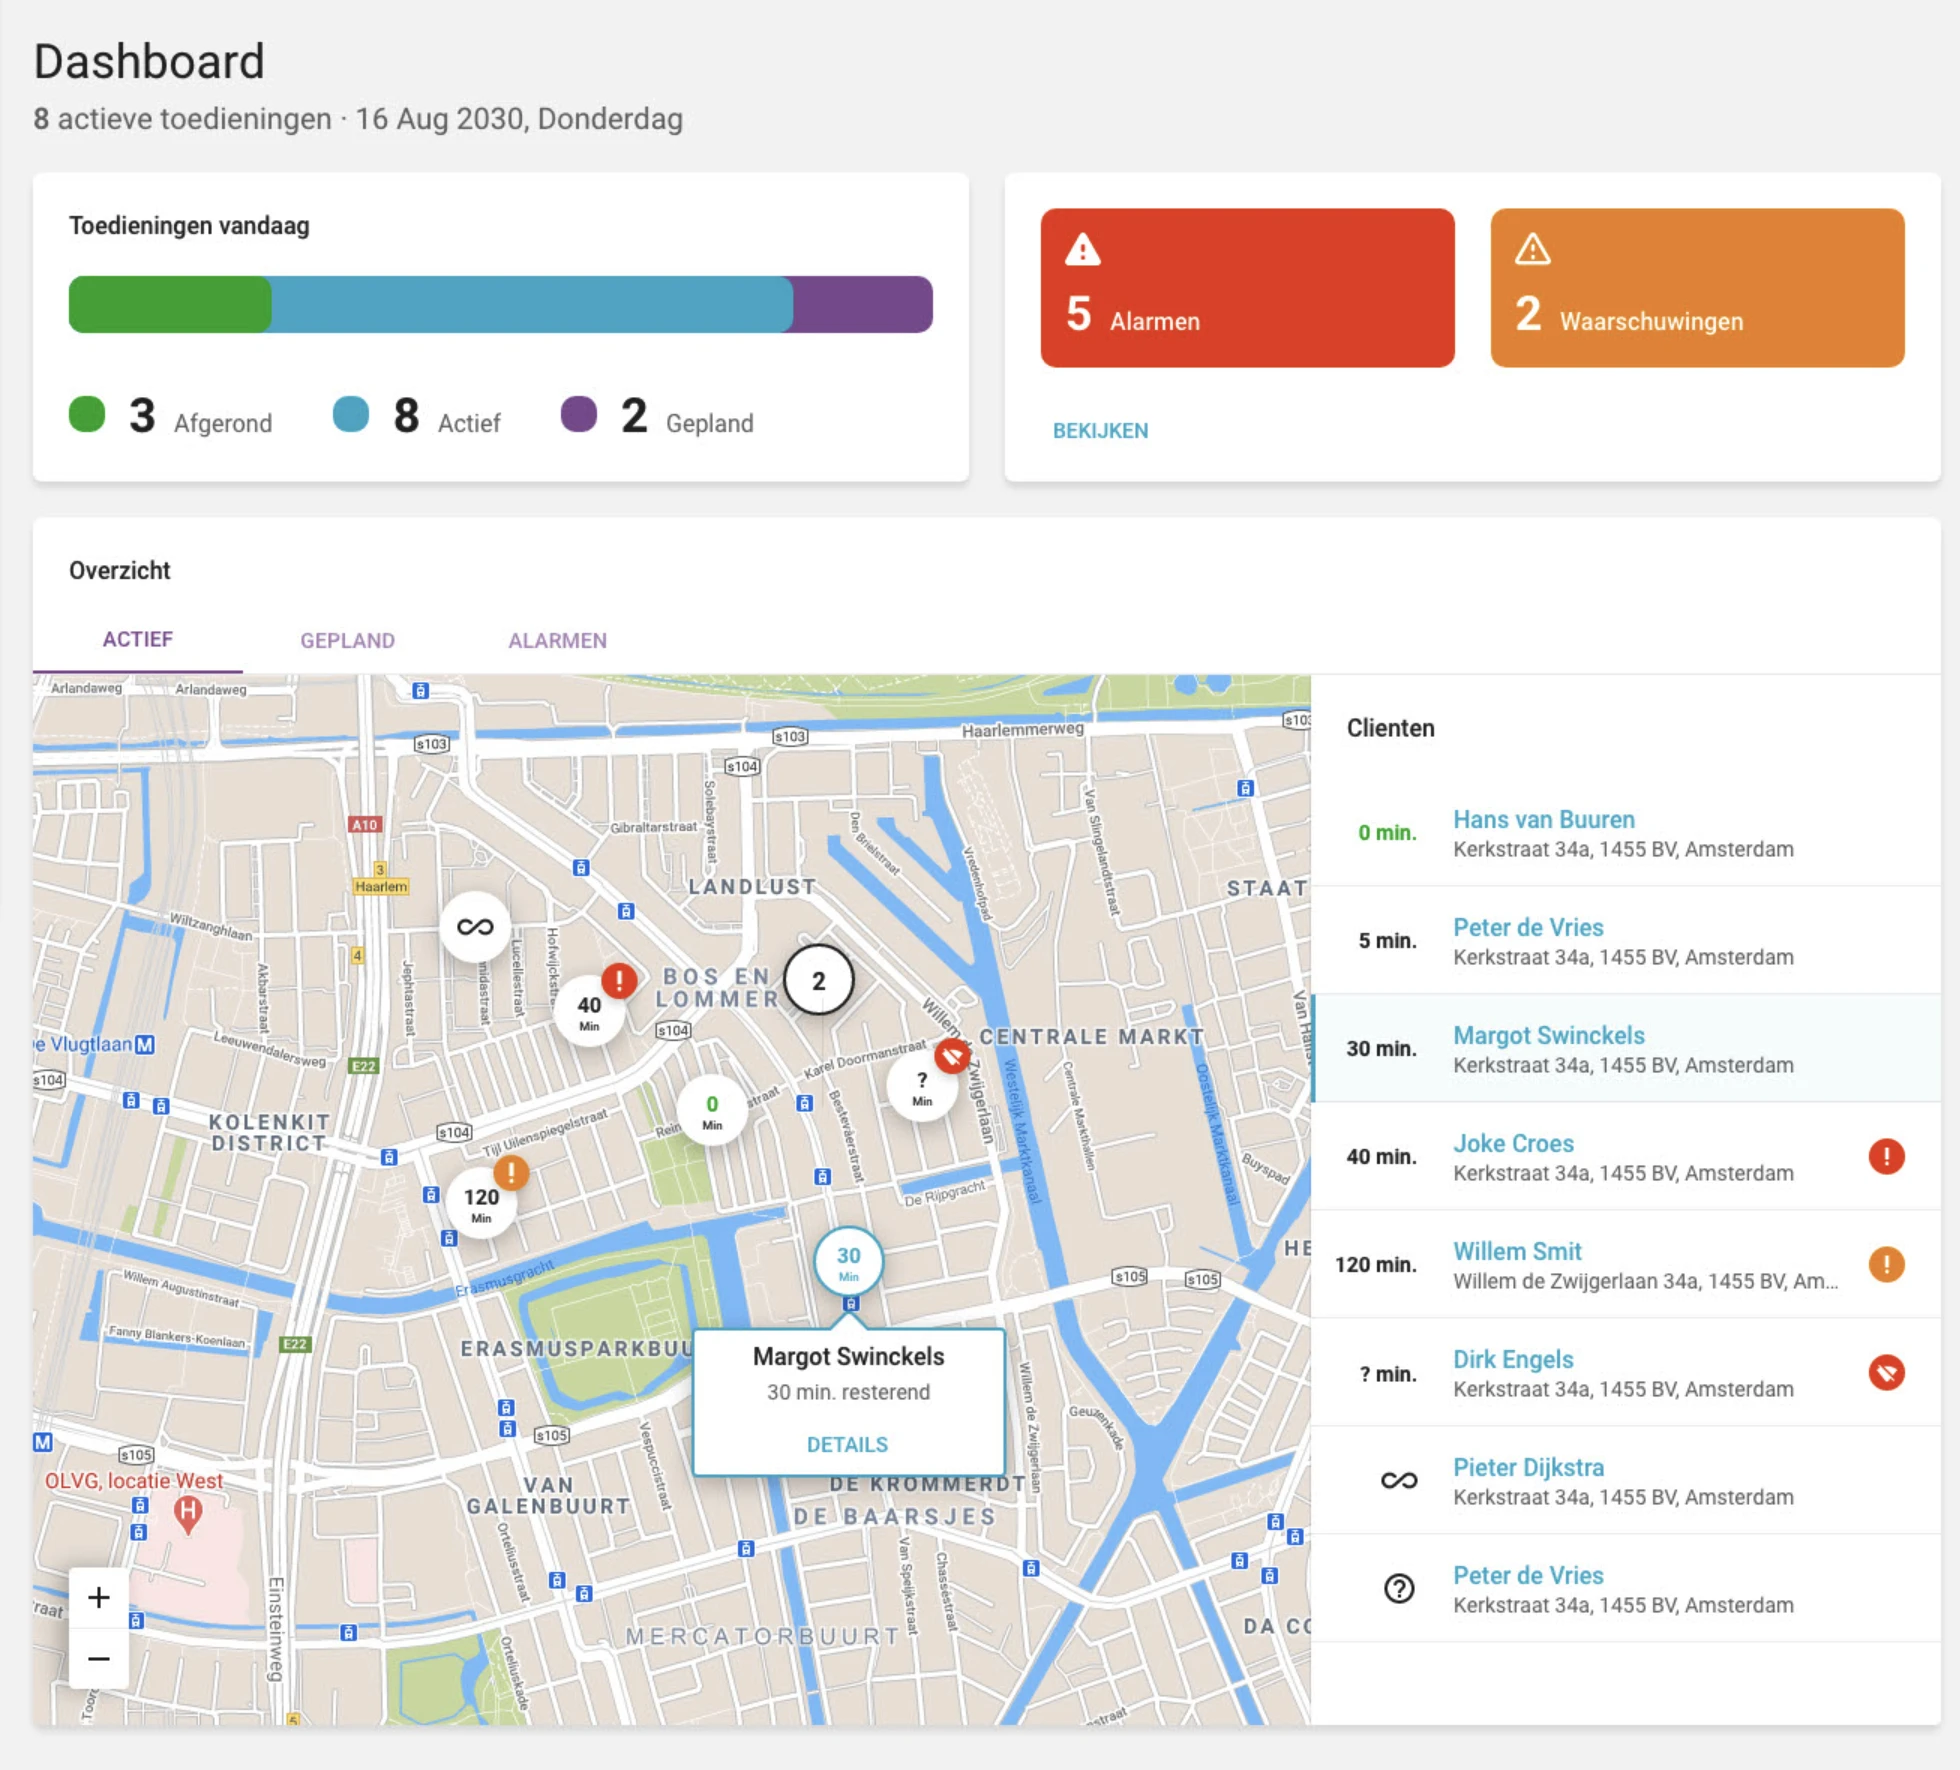 Dashboard
8 actieve toedieningen · 16 Aug 2030, Donderdag
Toedieningen vandaag
3 Afgerond
8 Actief
2 Gepland
5 Alarmen
2 Waarschuwingen
BEKIJKEN
Overzicht
ACTIEF
GEPLAND
ALARMEN
Arlandaweg
Arlandaweg
s103
s103
s104
Haarlemmerweg
s103
A10
3
Haarlem
4
Gibraltarstraat
Solebaystraat
Den Brielstraat
Vredenhofpad
Van Slingelandtstraat
LANDLUST
STAAT
Wiltzanghlaan
Akbarstraat
Jephtastraat
Lucellestraat
Hofwijckstra
nidastraat
40
Min
BOS EN
LOMMER
2
s104
Willem
Zwijgerlaan
CENTRALE MARKT
Karel Doormanstraat
?
Min
e Vlugtlaan M
Leeuwendalersweg
E22
s104
KOLENKIT
DISTRICT
s104
Tijl Uilenspiegelstraat
0
Min
Rein
straat
Bestevâerstraat
Westelijk Marktkanaal
Centrale Markthallen
Oostelijk Marktkanaal
Buyspad
De Rijpgracht
120
Min
30
Min
HE
s105
s105
Willem Augustinstraat
Erasmusgracht
Fanny Blankers-Koenlaan
E22
ERASMUSPARKBUU
Margot Swinckels
30 min. resterend
DETAILS
Willem de Zwijgerlaan
Geuzenkade
M
s105
s105
Vespuccistraat
OLVG, locatie West
H
VAN
GALENBUURT
DE KROMMERDT
DE BAARSJES
Orteliusstraat
Van Speijkstraat
Chasséstraat
Einsteinweg
raat
MERCATORBUURT
DA CO
Orteliuskade
+
−
5
straat
Clienten
0 min.
Hans van Buuren
Kerkstraat 34a, 1455 BV, Amsterdam
5 min.
Peter de Vries
Kerkstraat 34a, 1455 BV, Amsterdam
30 min.
Margot Swinckels
Kerkstraat 34a, 1455 BV, Amsterdam
40 min.
Joke Croes
Kerkstraat 34a, 1455 BV, Amsterdam
120 min.
Willem Smit
Willem de Zwijgerlaan 34a, 1455 BV, Am...
? min.
Dirk Engels
Kerkstraat 34a, 1455 BV, Amsterdam
Pieter Dijkstra
Kerkstraat 34a, 1455 BV, Amsterdam
Peter de Vries
Kerkstraat 34a, 1455 BV, Amsterdam